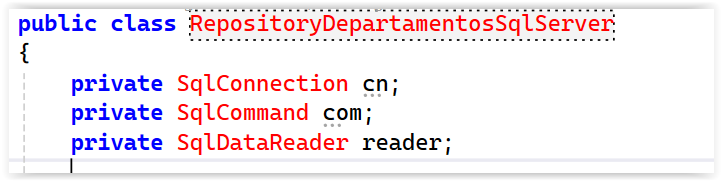 public class RepositoryDepartamentosSqlServer
{
    private SqlConnection cn;
    private SqlCommand com;
    private SqlDataReader reader;